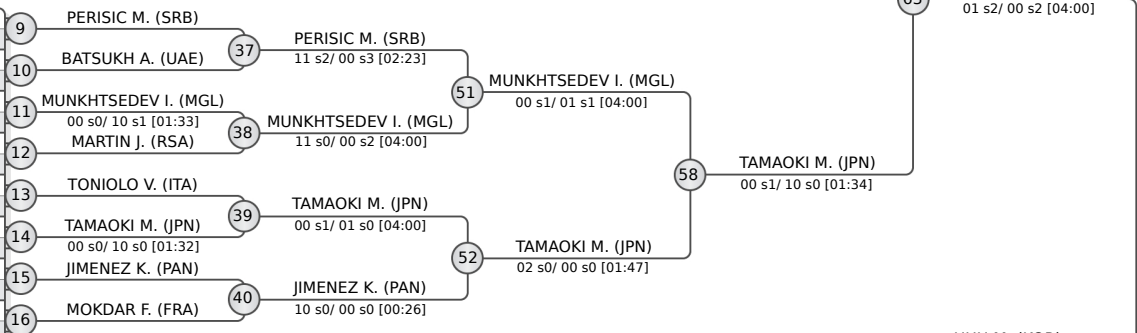 9
PERISIC M. (SRB)
10
BATSUKH A. (UAE)
11
MUNKHTSEDEV I. (MGL)
00 s0/ 10 s1 [01:33]
12
MARTIN J. (RSA)
13
TONIOLO V. (ITA)
14
TAMAOKI M. (JPN)
00 s0/ 10 s0 [01:32]
15
JIMENEZ K. (PAN)
16
MOKDAR F. (FRA)
37
PERISIC M. (SRB)
11 s2/ 00 s3 [02:23]
38
MUNKHTSEDEV I. (MGL)
11 s0/ 00 s2 [04:00]
39
TAMAOKI M. (JPN)
00 s1/ 01 s0 [04:00]
40
JIMENEZ K. (PAN)
10 s0/ 00 s0 [00:26]
51
MUNKHTSEDEV I. (MGL)
00 s1/ 01 s1 [04:00]
52
TAMAOKI M. (JPN)
02 s0/ 00 s0 [01:47]
58
TAMAOKI M. (JPN)
00 s1/ 10 s0 [01:34]
01 s2/ 00 s2 [04:00]